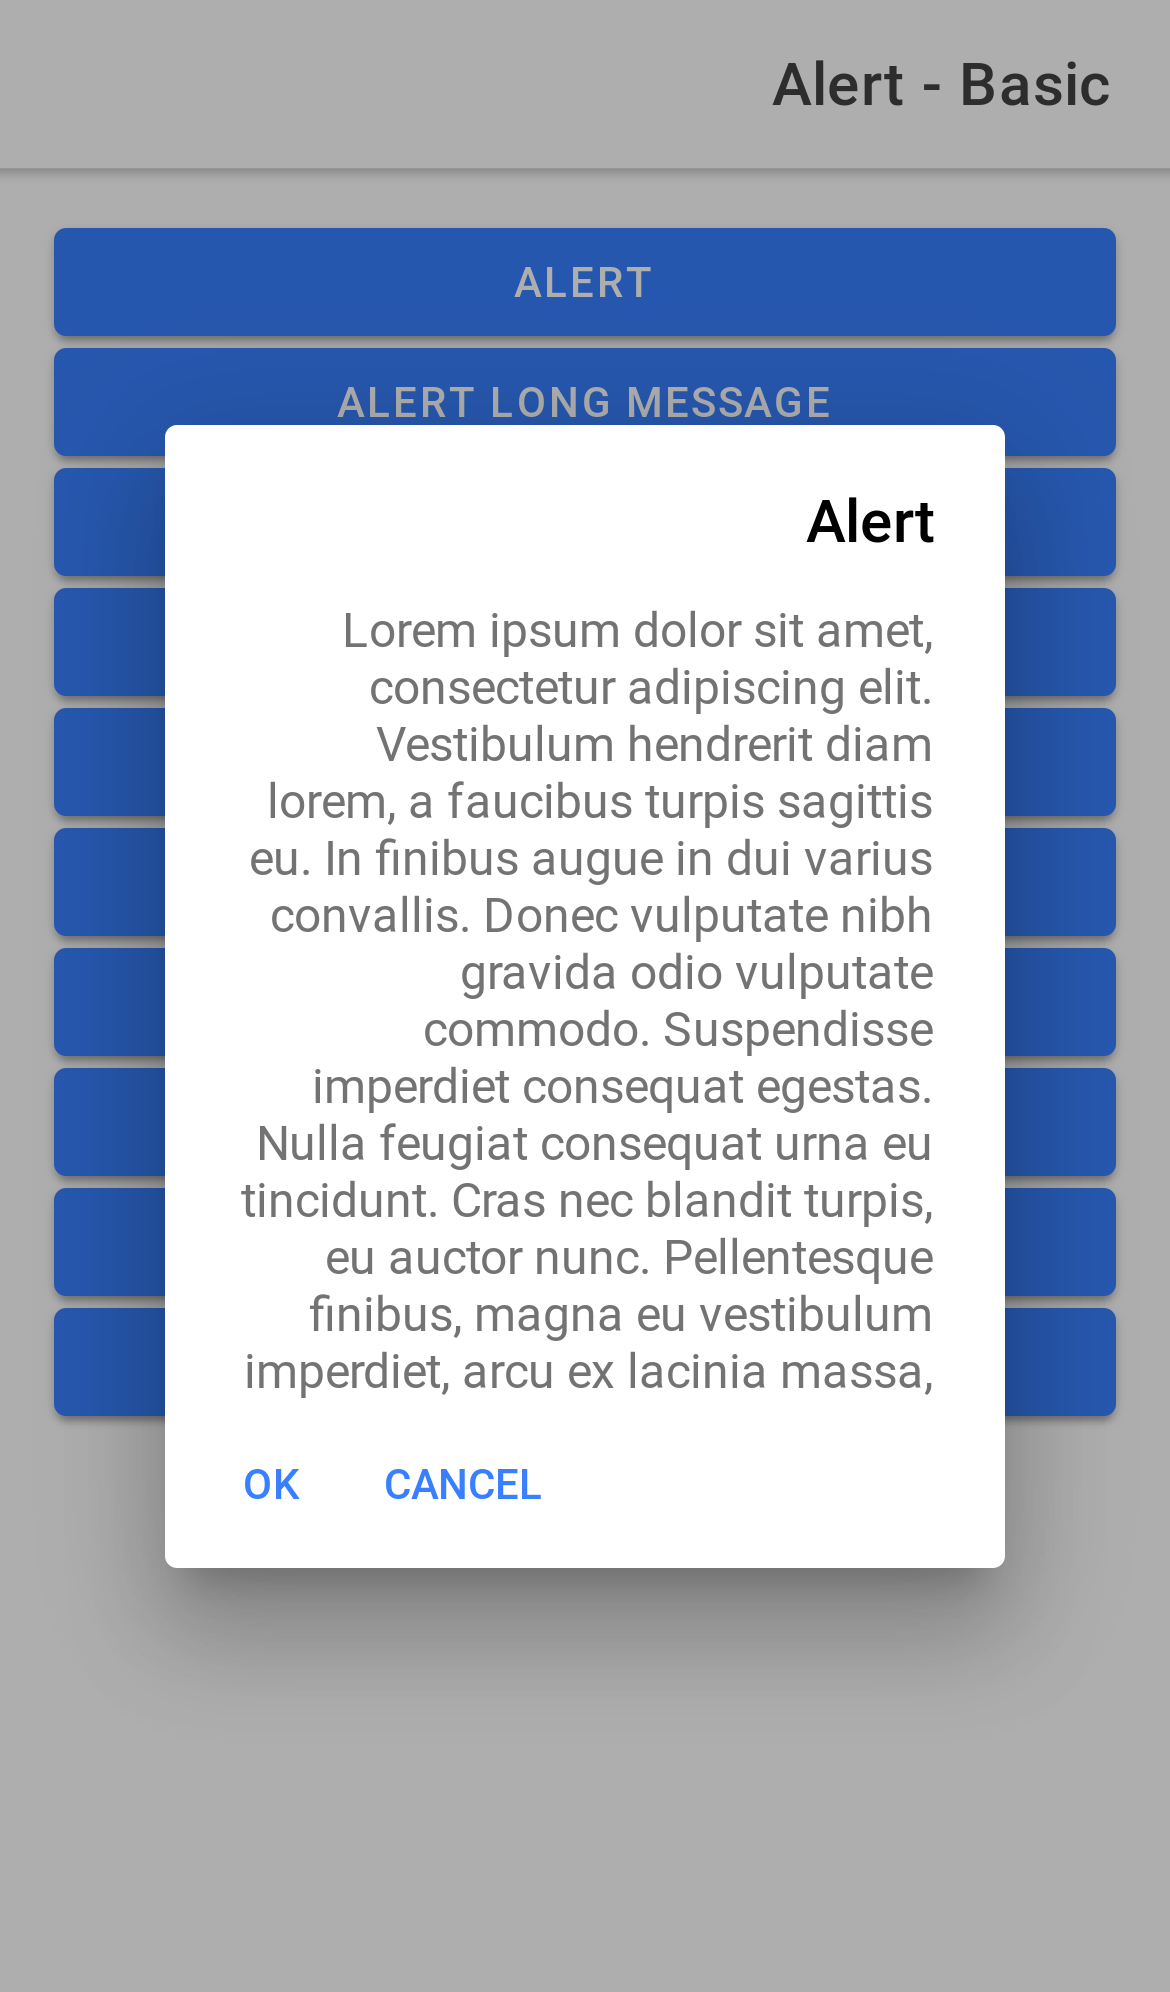 Alert - Basic
ALERT
ALERT LONG MESSAGE
Alert
Lorem ipsum dolor sit amet,
consectetur adipiscing elit.
Vestibulum hendrerit diam
lorem, a faucibus turpis sagittis
eu. In finibus augue in dui varius
convallis. Donec vulputate nibh
gravida odio vulputate
commodo. Suspendisse
imperdiet consequat egestas.
Nulla feugiat consequat urna eu
tincidunt. Cras nec blandit turpis,
eu auctor nunc. Pellentesque
finibus, magna eu vestibulum
imperdiet, arcu ex lacinia massa,
OK CANCEL